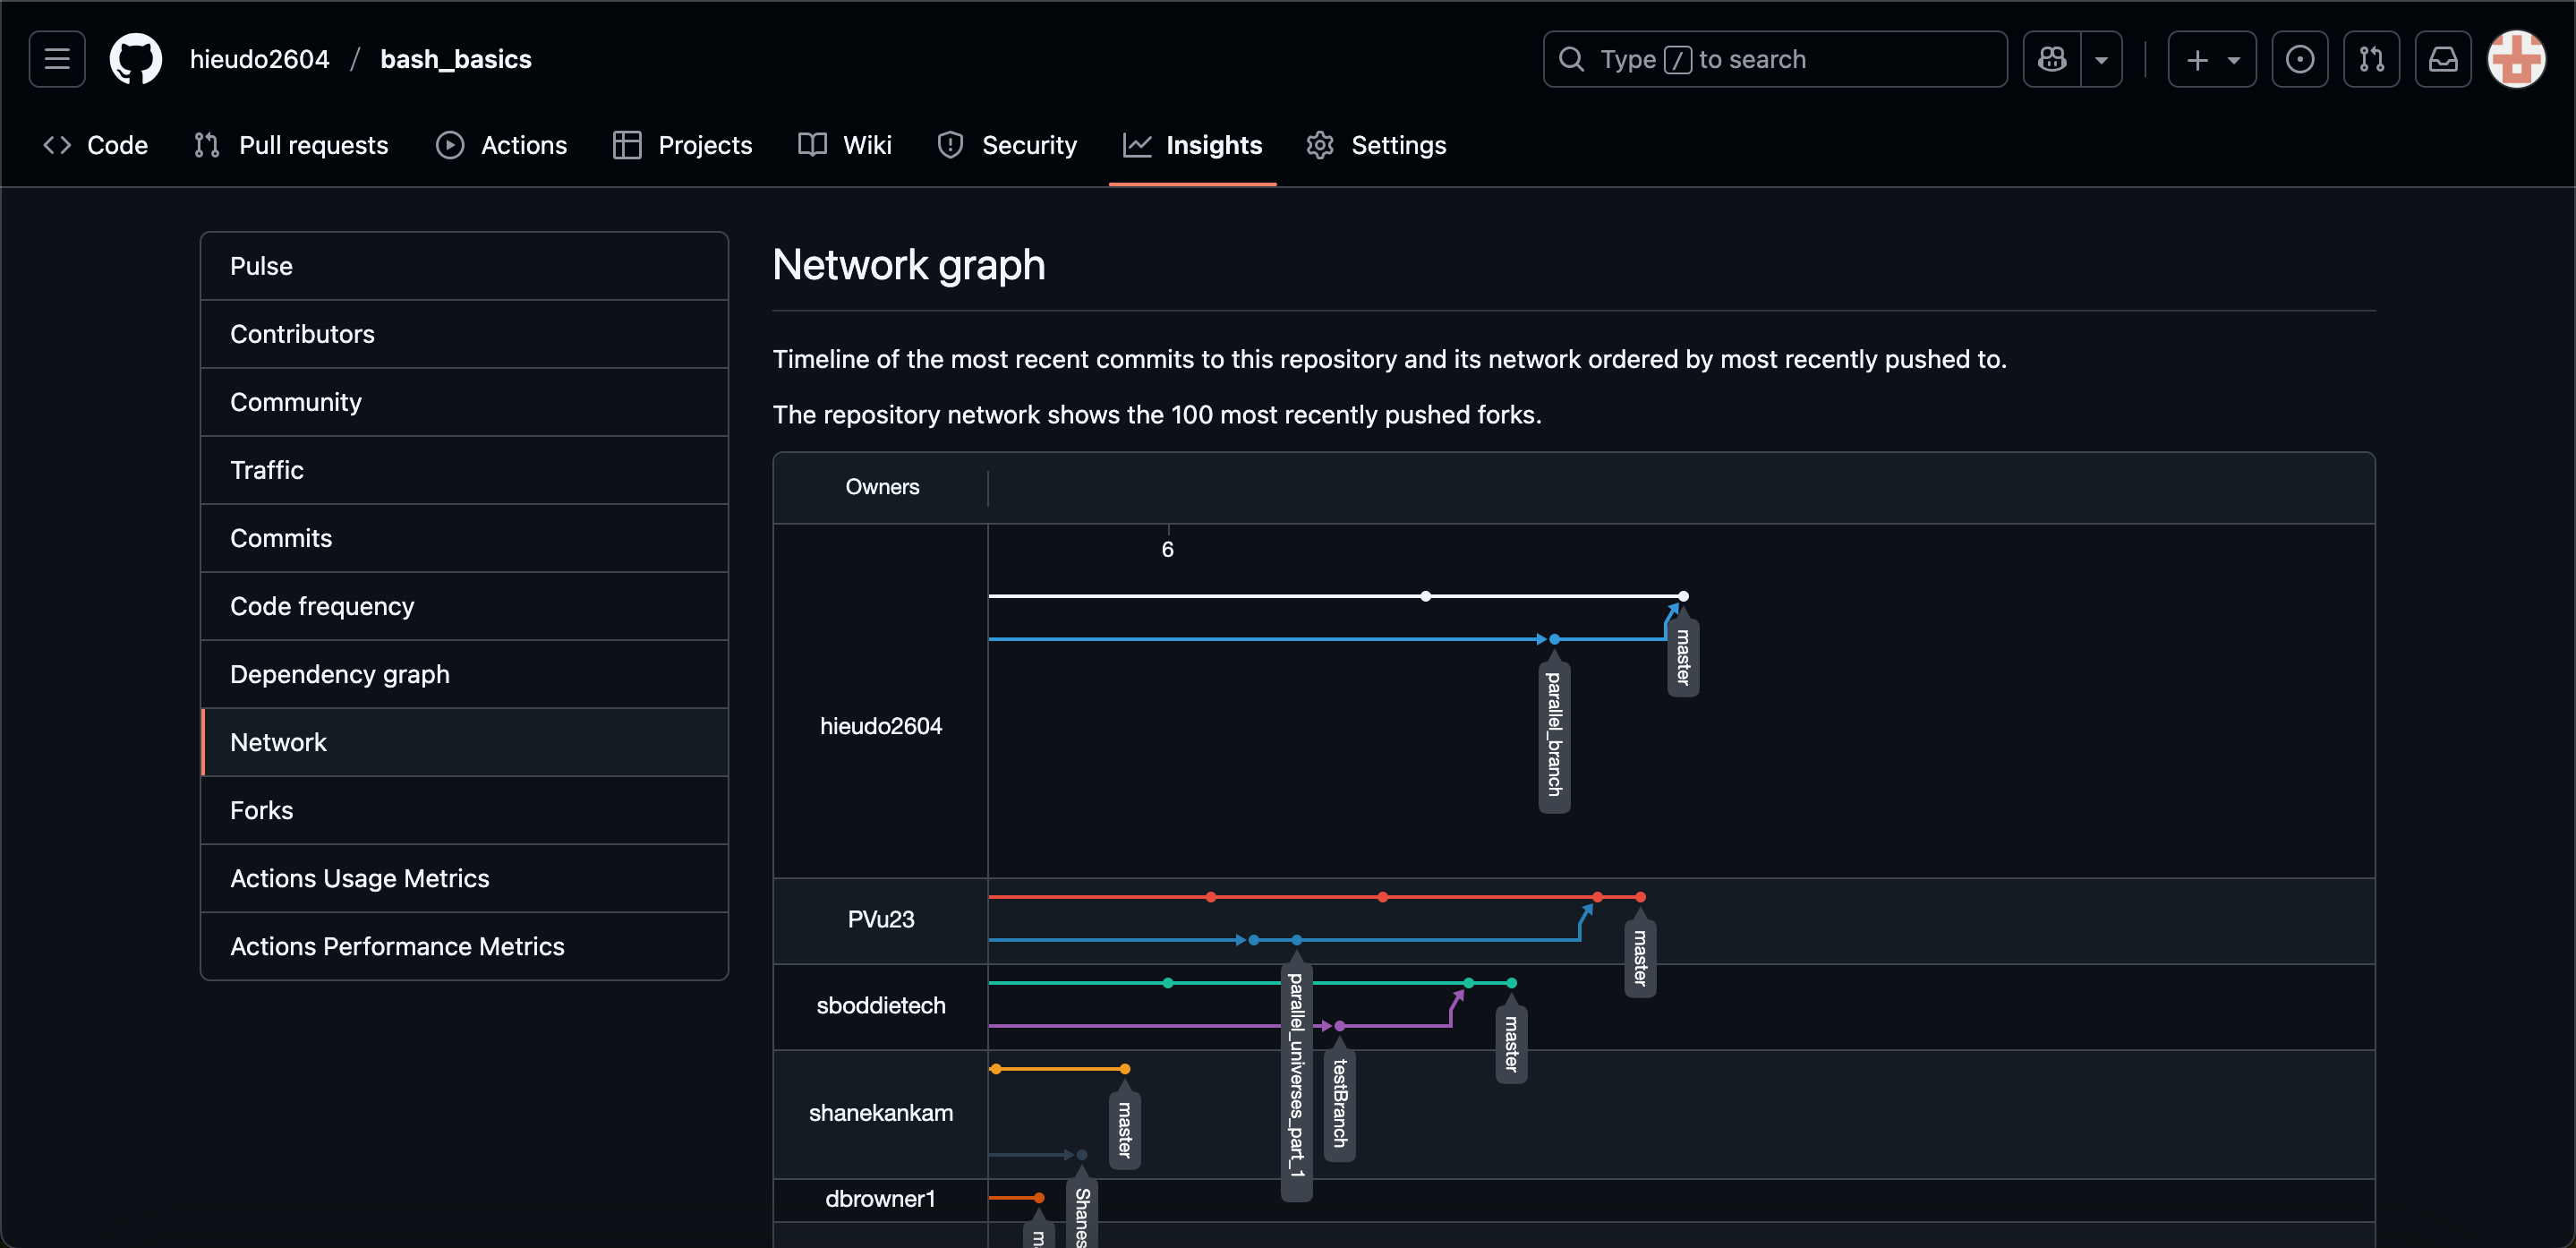 hieudo2604 / bash_basics
Type / to search
Code
Pull requests
Actions
Projects
Wiki
Security
Insights
Settings
Pulse
Contributors
Community
Traffic
Commits
Code frequency
Dependency graph
Network
Forks
Actions Usage Metrics
Actions Performance Metrics
Network graph
Timeline of the most recent commits to this repository and its network ordered by most recently pushed to.
The repository network shows the 100 most recently pushed forks.
Owners
6
hieudo2604
master
parallel_branch
PVu23
master
parallel_universes_part_1
sboddietech
master
testBranch
shanekankam
master
Shanes
dbrowner1